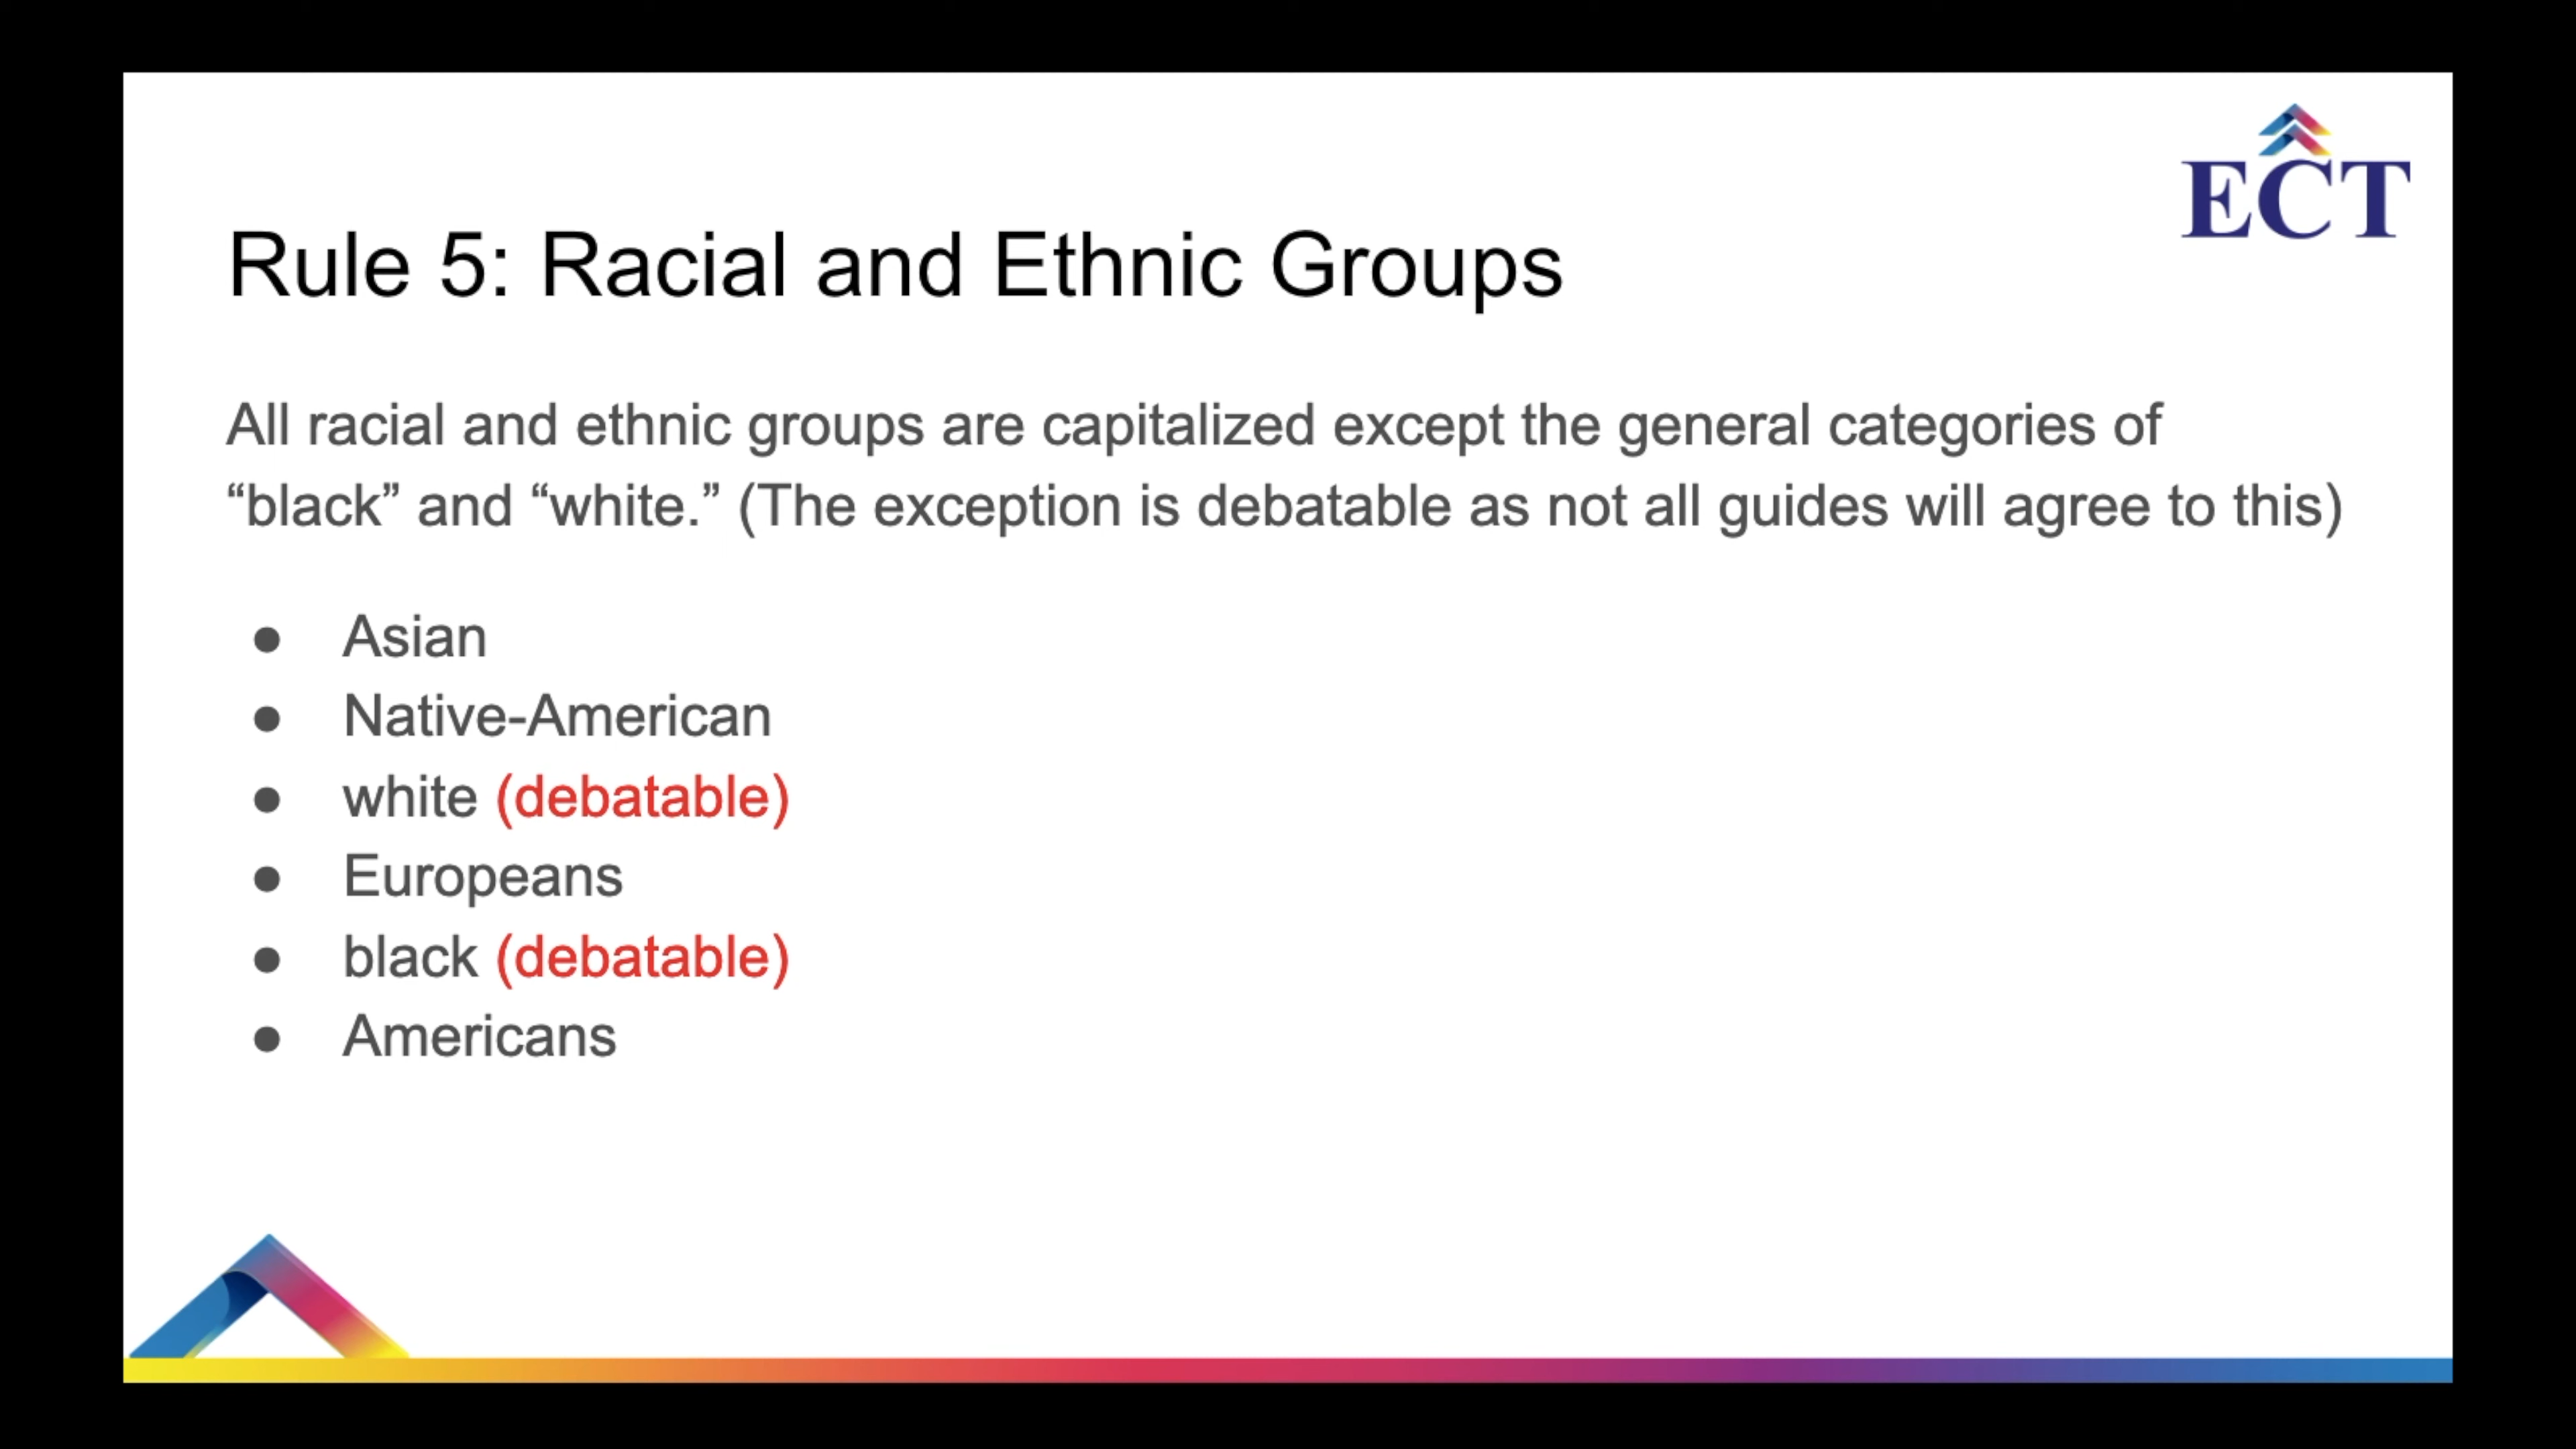 ECT
Rule 5: Racial and Ethnic Groups
All racial and ethnic groups are capitalized except the general categories of
“black” and “white.” (The exception is debatable as not all guides will agree to this)
● Asian
● Native-American
● white (debatable)
● Europeans
● black (debatable)
● Americans